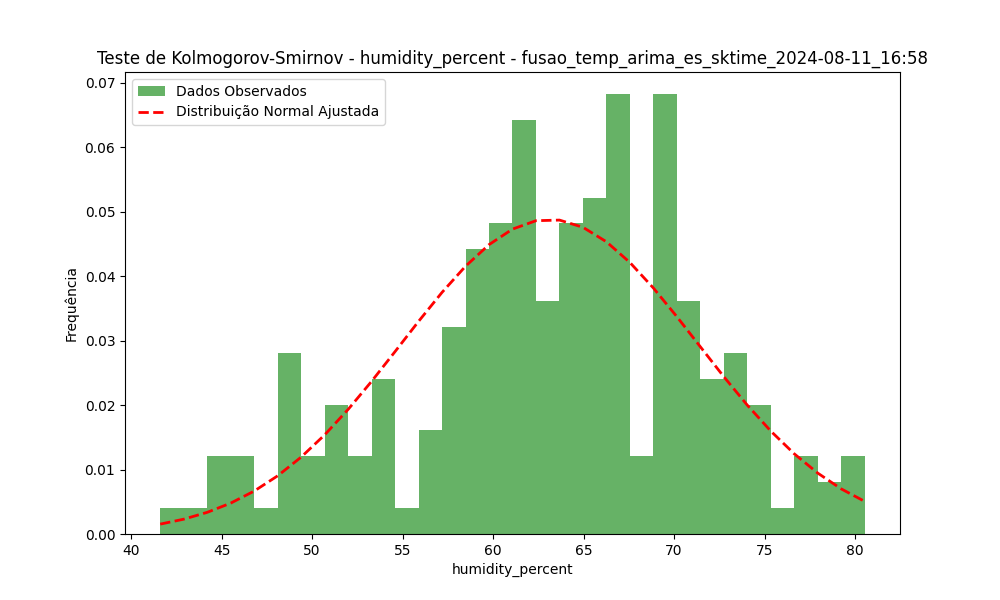 Teste de Kolmogorov-Smirnov - humidity_percent - fusao_temp_arima_es_sktime_2024-08-11_16:58
Dados Observados
Distribuição Normal Ajustada
Frequência
0.07
0.06
0.05
0.04
0.03
0.02
0.01
0.00
40 45 50 55 60 65 70 75 80
humidity_percent